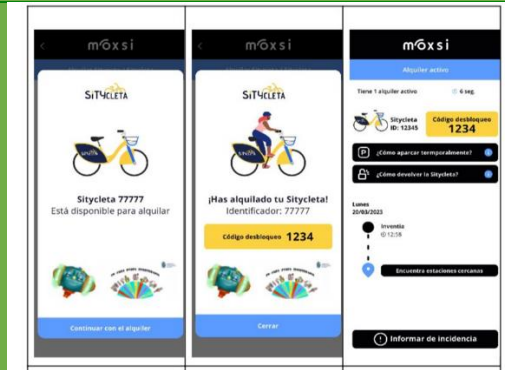 moxsi
SITYCLETA
Sitycleta 77777
Está disponible para alquilar
Continuar con el alquiler
moxsi
SITYCLETA
¡Has alquilado tu Sitycleta!
Identificador: 77777
Código desbloqueo 1234
Cerrar
moxsi
Alquiler activo
Tiene 1 alquiler activo
6 seg.
Sitycleta
ID: 12345
Código desbloqueo
1234
¿Cómo aparcar termporalmente?
¿Cómo devolver la Sitycleta?
Lunes
20/03/2023
Inventia
12:58
Encuentra estaciones cercanas
Informar de incidencia